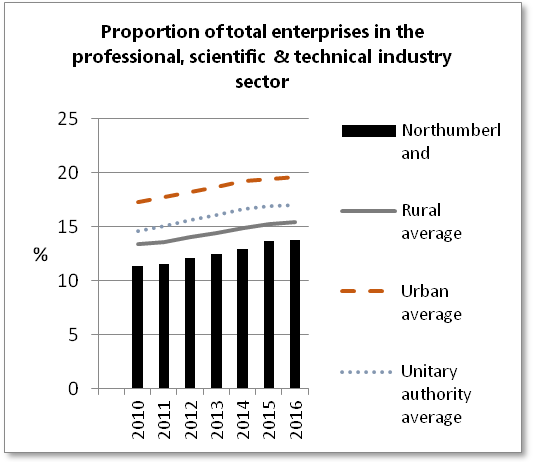 Proportion of total enterprises in the
professional, scientific & technical industry
sector
25
20
15
10
5
0
%
2010
2011
2012
2013
2014
2015
2016
Northumberl
and
Rural
average
Urban
average
Unitary
authority
average